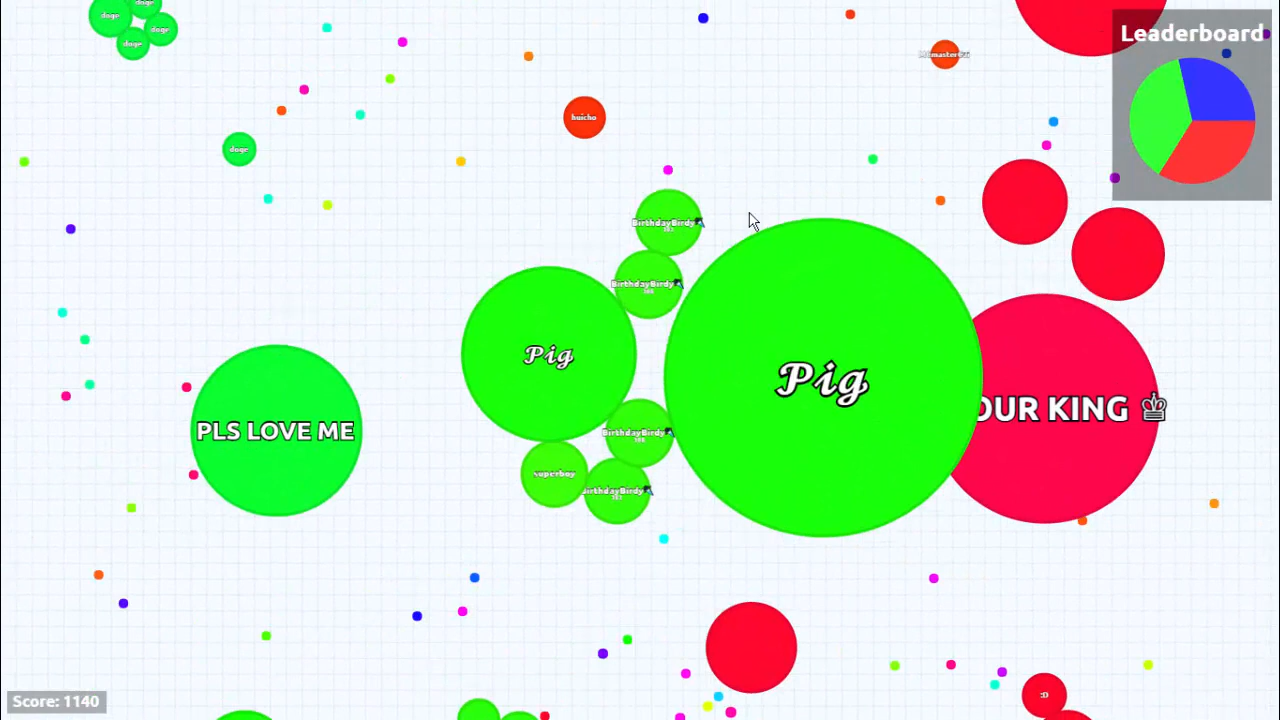 Leaderboard
doge
doge
doge
doge
huicho
doge
BirthdayBirdy
BirthdayBirdy
Pig
Pig
OUR KING ♔
PLS LOVE ME
BirthdayBirdy
superboy
BirthdayBirdy
:D
Score: 1140